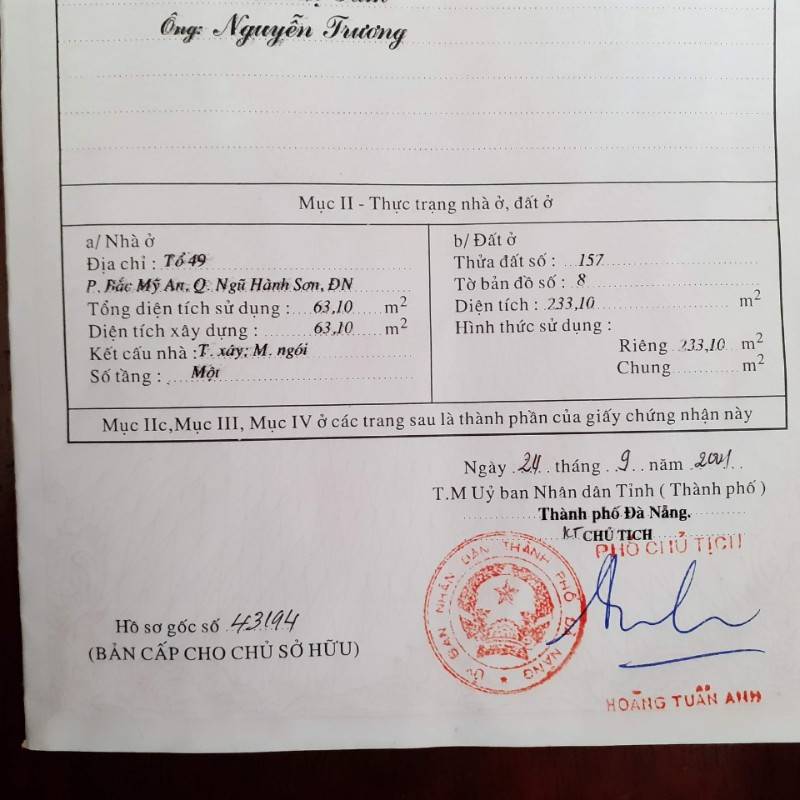 Ông: Nguyễn Trương
Mục II - Thực trạng nhà ở, đất ở
a/ Nhà ở
Địa chỉ : Tổ 49
P. Bắc Mỹ An, Q. Ngũ Hành Sơn, ĐN
Tổng diện tích sử dụng : 63,10 m2
Diện tích xây dựng : 63,10 m2
Kết cấu nhà : T. xây; M. ngói
Số tầng : Một
b/ Đất ở
Thửa đất số : 157
Tờ bản đồ số : 8
Diện tích : 233,10 m2
Hình thức sử dụng :
Riêng 233,10 m2
Chung m2
Mục IIc,Mục III, Mục IV ở các trang sau là thành phần của giấy chứng nhận này
Ngày 24 tháng 9 năm 2001
T.M Uỷ ban Nhân dân Tỉnh ( Thành phố )
Thành phố Đà Nẵng.
KT CHỦ TỊCH
PHÓ CHỦ TỊCH
ỦY BAN NHÂN DÂN THÀNH PHỐ ĐÀ NẴNG
Hồ sơ gốc số 43194
(BẢN CẤP CHO CHỦ SỞ HỮU)
HOÀNG TUẤN ANH